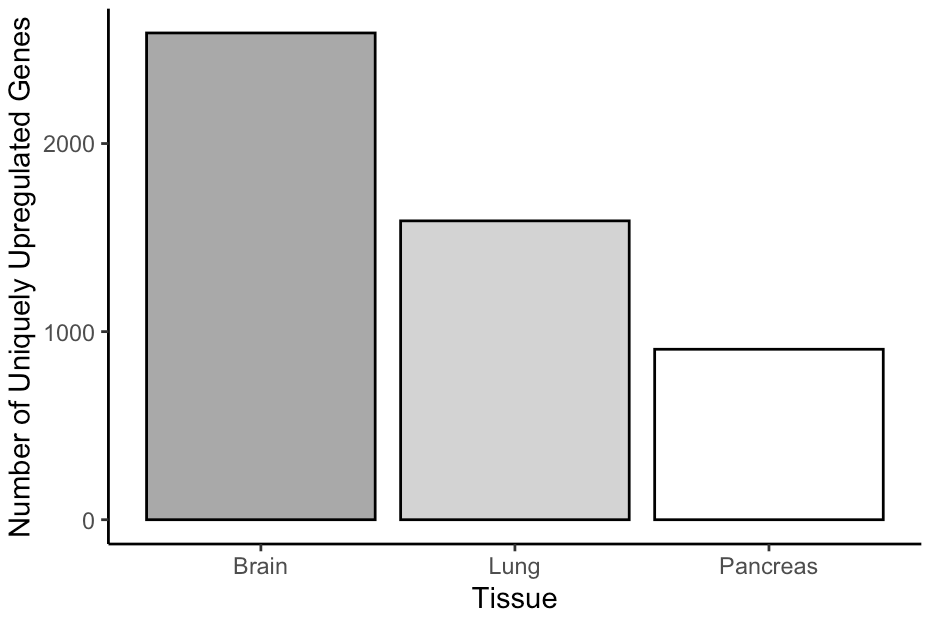 Number of Uniquely Upregulated Genes
2000
1000
0
Brain Lung Pancreas
Tissue